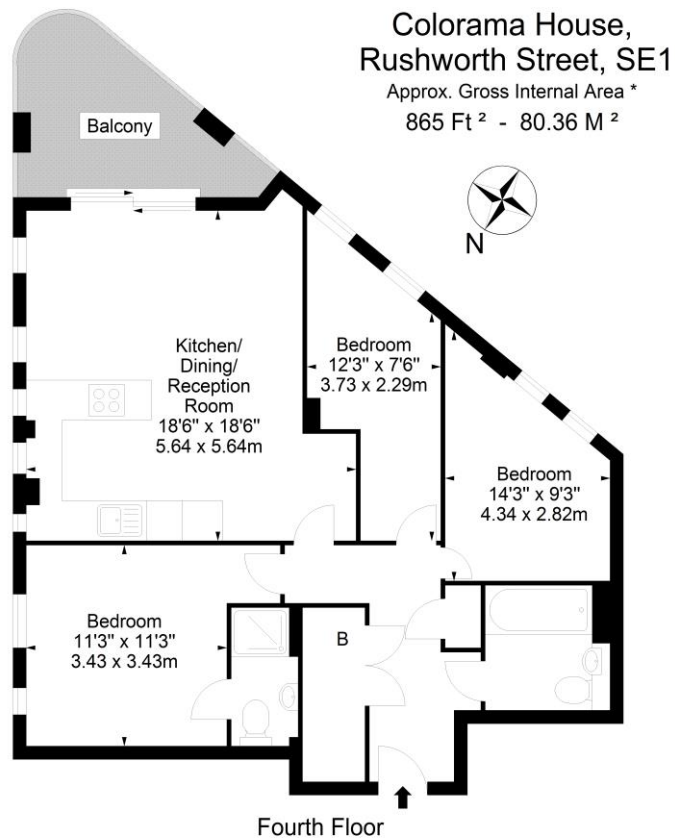 Colorama House,
Rushworth Street, SE1
Approx. Gross Internal Area *
865 Ft ² - 80.36 M ²
N
Balcony
Kitchen/
Dining/
Reception
Room
18'6" x 18'6"
5.64 x 5.64m
Bedroom
12'3" x 7'6"
3.73 x 2.29m
Bedroom
14'3" x 9'3"
4.34 x 2.82m
Bedroom
11'3" x 11'3"
3.43 x 3.43m
B
Fourth Floor